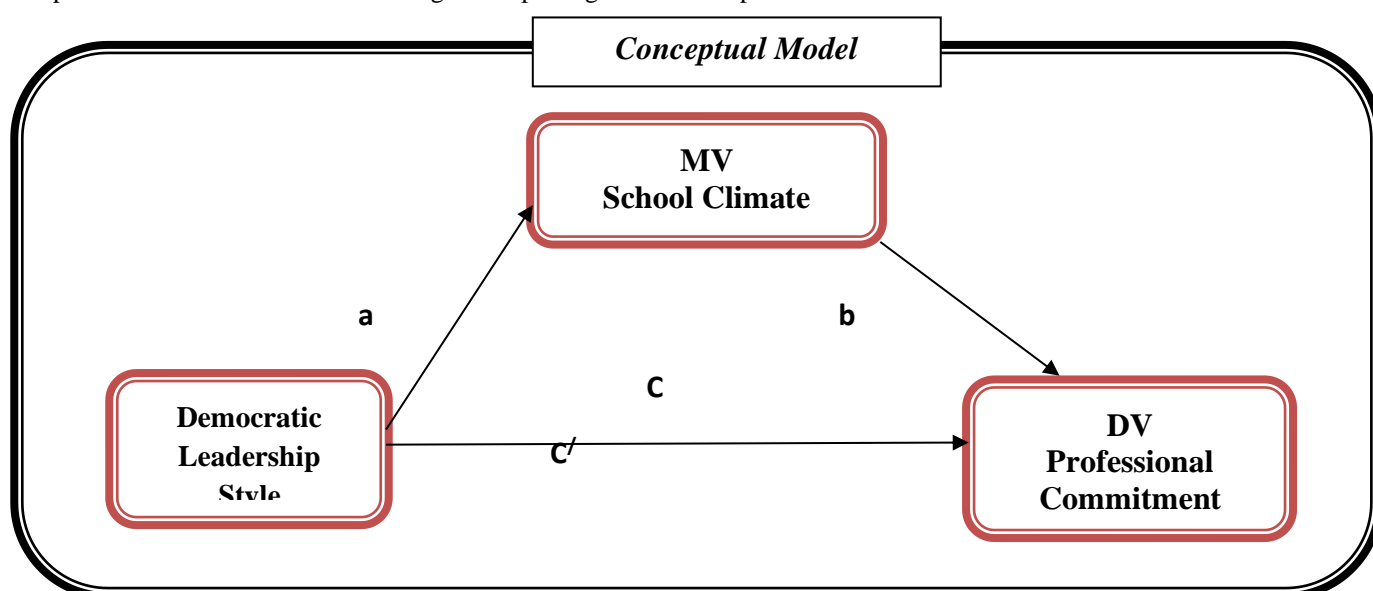 Conceptual Model
MV
School Climate
a
b
C
C/
Democratic
Leadership
Style
DV
Professional
Commitment